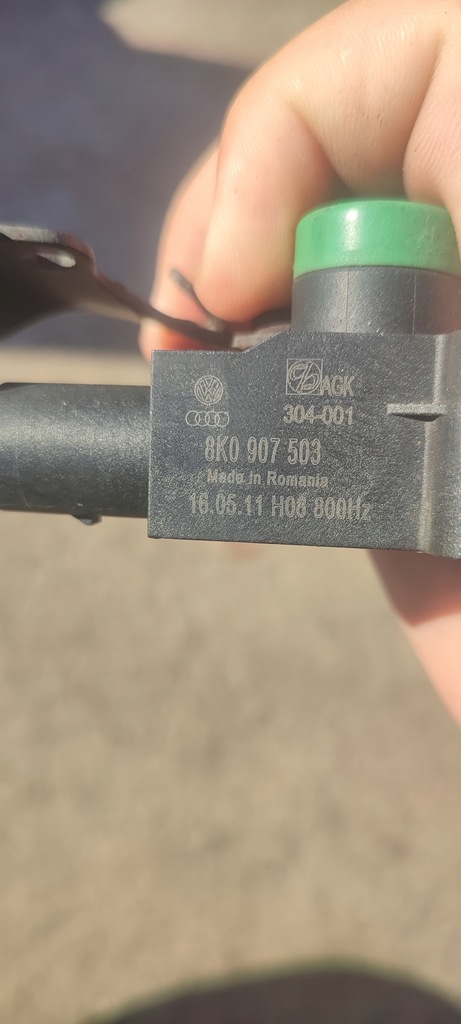 AGK
304-001
8K0 907 503
Made in Romania
16.05.11 H08 800Hz